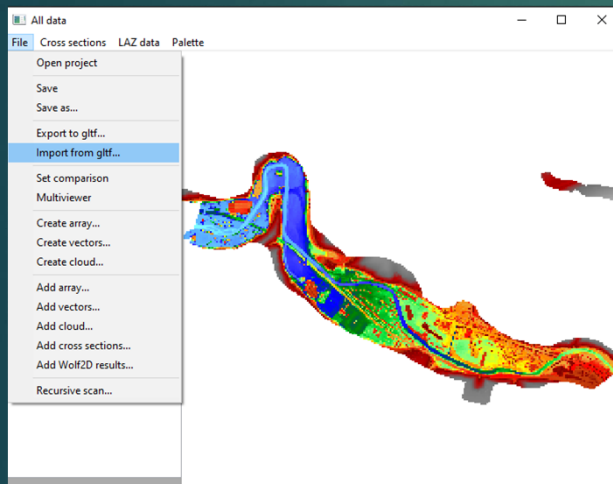 All data
File Cross sections LAZ data Palette
Open project
Save
Save as...
Export to gltf...
Import from gltf...
Set comparison
Multiviewer
Create array...
Create vectors...
Create cloud...
Add array...
Add vectors...
Add cloud...
Add cross sections...
Add Wolf2D results...
Recursive scan...